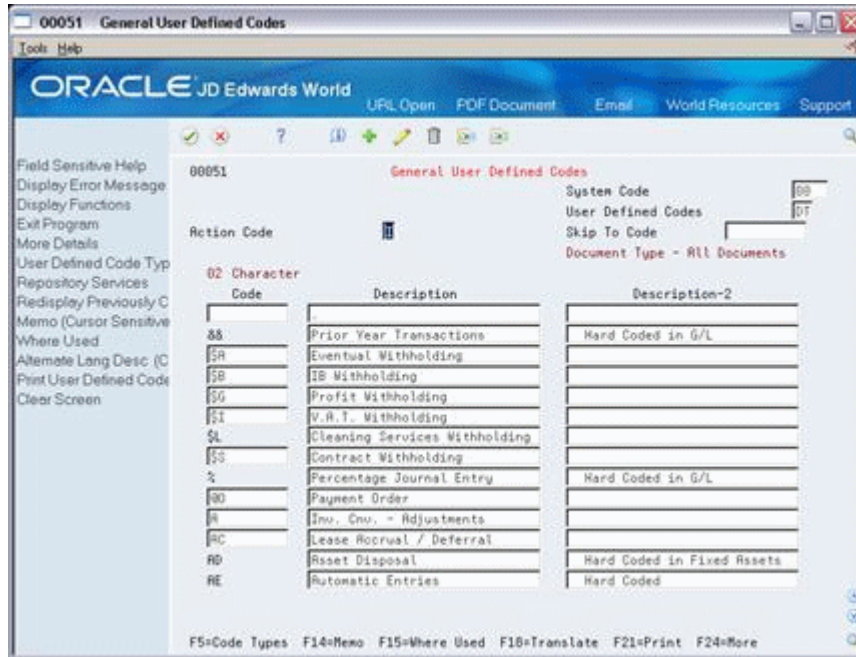 00051 General User Defined Codes
Tools Help
ORACLE JD Edwards World
URL Open PDF Document Email World Resources Support
Field Sensitive Help
Display Error Message
Display Functions
Exit Program
More Details
User Defined Code Typ
Repository Services
Redisplay Previously C
Memo (Cursor Sensitive
Where Used
Alternate Lang Desc (C
Print User Defined Code
Clear Screen
00051 General User Defined Codes
System Code 00
User Defined Codes DT
Action Code I Skip To Code
Document Type - All Documents
02 Character
Code Description Description-2
.
&& Prior Year Transactions Hard Coded in G/L
$A Eventual Withholding
$B IB Withholding
$G Profit Withholding
$I V.A.T. Withholding
$L Cleaning Services Withholding
$S Contract Withholding
% Percentage Journal Entry Hard Coded in G/L
Payment Order
A Inv. Cnv. - Adjustments
AC Lease Accrual / Deferral
AD Asset Disposal Hard Coded in Fixed Assets
AE Automatic Entries Hard Coded
F5=Code Types F14=Memo F15=Where Used F18=Translate F21=Print F24=More